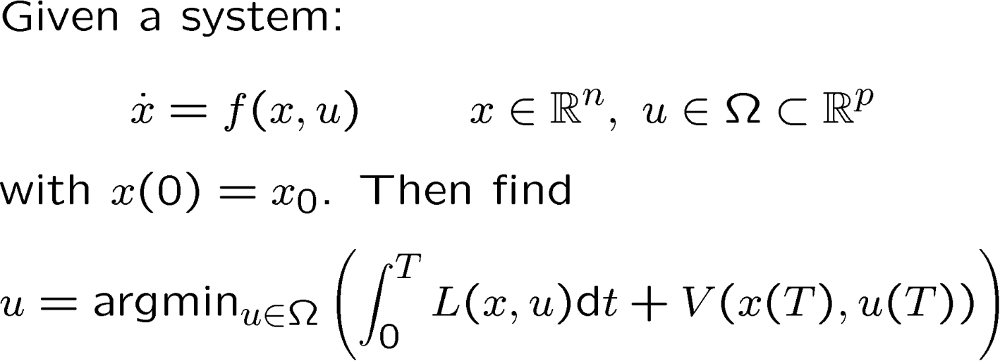 Given a system:
ẋ = f(x, u)  x ∈ ℝⁿ, u ∈ Ω ⊂ ℝᵖ
with x(0) = x₀. Then find
u = argmin_{u∈Ω} (∫₀ᵀ L(x, u)dt + V(x(T), u(T)))